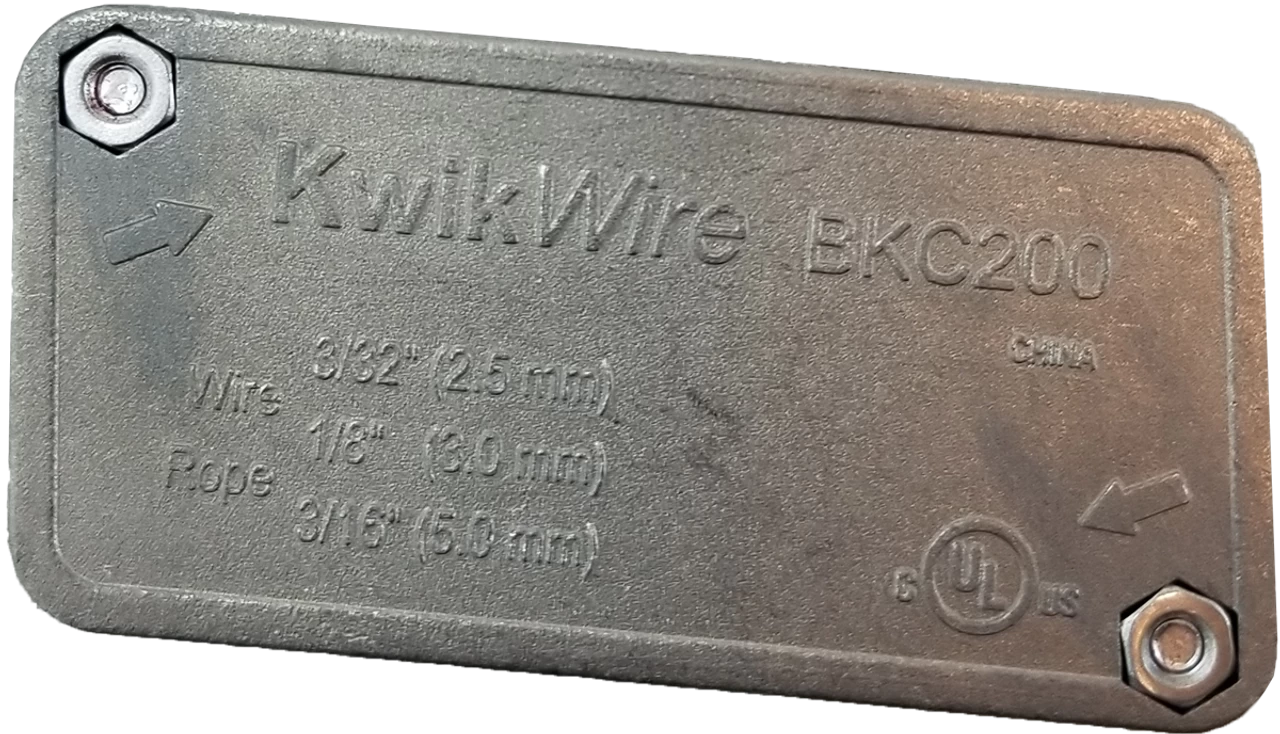 KwikWire BKC200
CHINA
Wire Rope
3/32" (2.5 mm)
1/8" (3.0 mm)
3/16" (5.0 mm)
C UL US